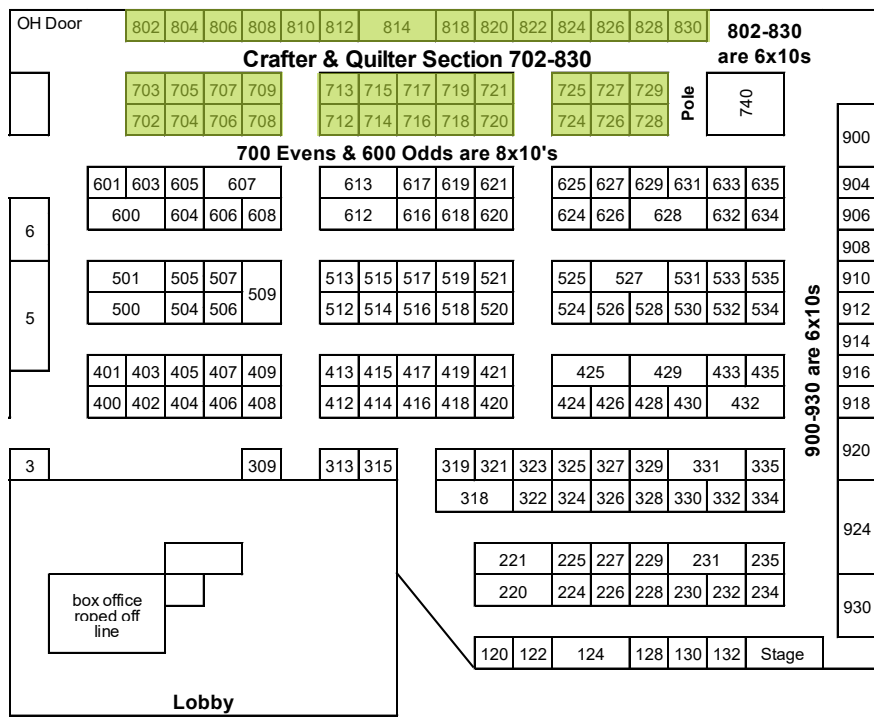 OH Door 802 804 806 808 810 812 814 818 820 822 824 826 828 830 802-830
are 6x10s
Crafter & Quilter Section 702-830
703 705 707 709 713 715 717 719 721 725 727 729 Pole 740
702 704 706 708 712 714 716 718 720 724 726 728
900
700 Evens & 600 Odds are 8x10's
601 603 605 607 613 617 619 621 625 627 629 631 633 635 904
600 604 606 608 612 616 618 620 624 626 628 632 634 906
6
908
501 505 507 509 513 515 517 519 521 525 527 531 533 535 910
500 504 506 512 514 516 518 520 524 526 528 530 532 534 912
5
914
900-930 are 6x10s
401 403 405 407 409 413 415 417 419 421 425 429 433 435 916
400 402 404 406 408 412 414 416 418 420 424 426 428 430 432 918
920
3 309 313 315 319 321 323 325 327 329 331 335
318 322 324 326 328 330 332 334
924
221 225 227 229 231 235
220 224 226 228 230 232 234
930
box office
roped off
line
120 122 124 128 130 132 Stage
Lobby